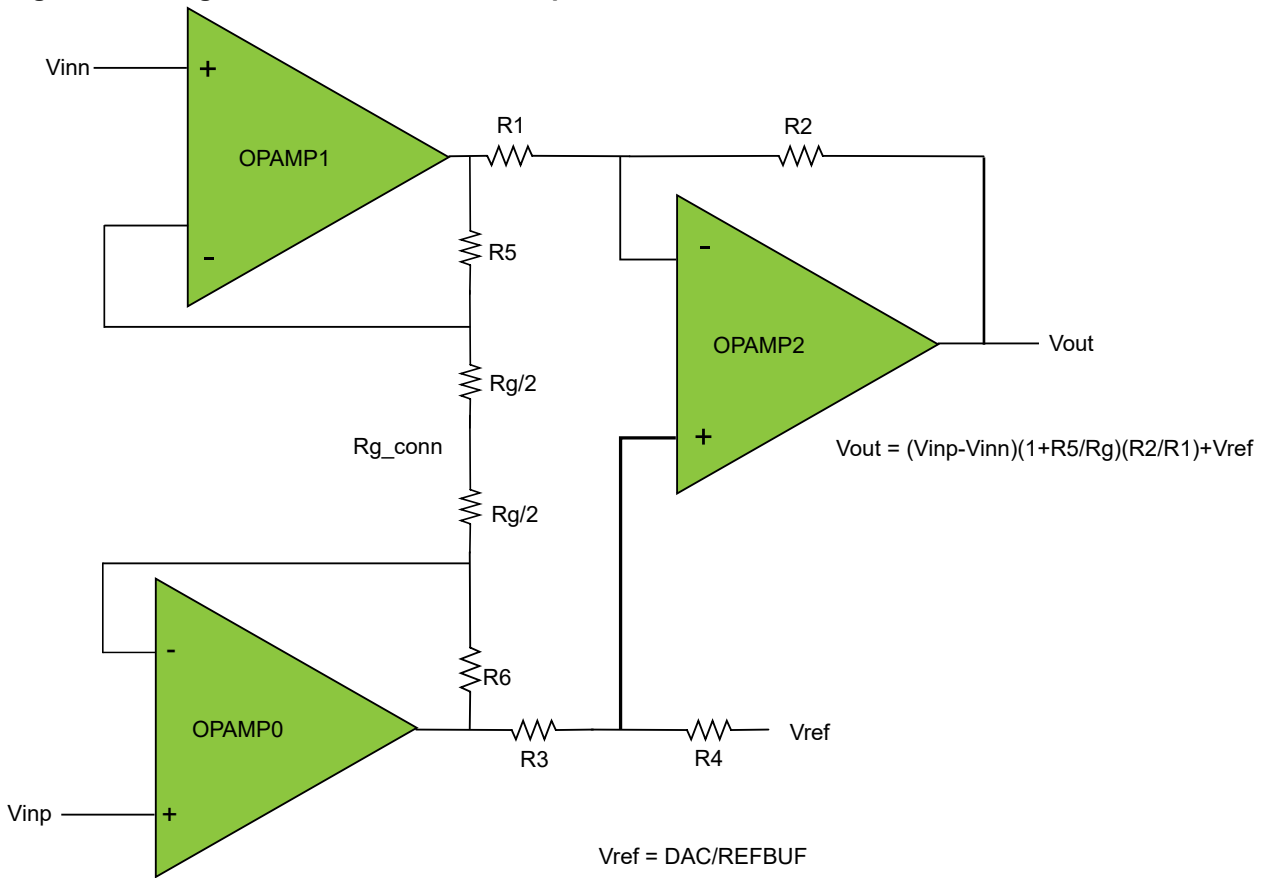 Vinn
+
OPAMP1
-
R1
R2
R5
-
OPAMP2
+
Vout
Rg/2
Rg_conn
Rg/2
Vout = (Vinp-Vinn)(1+R5/Rg)(R2/R1)+Vref
-
OPAMP0
+
R6
R3
R4
Vref
Vinp
Vref = DAC/REFBUF